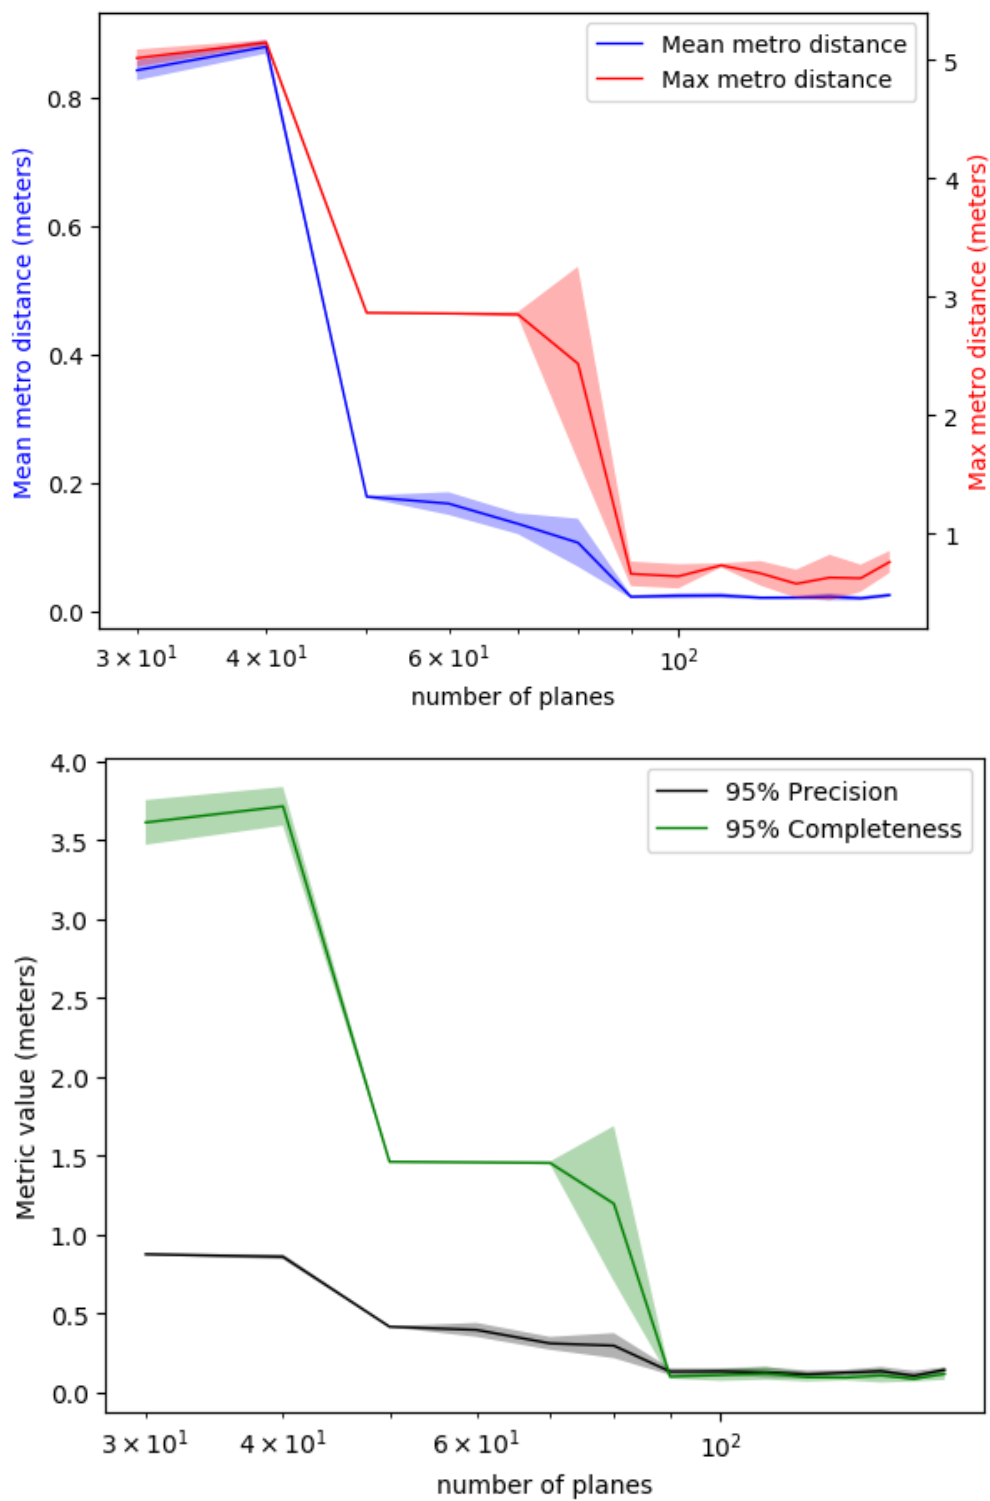 Mean metro distance
Max metro distance
0.8
0.6
0.4
0.2
0.0
5
4
3
2
1
Mean metro distance (meters)
Max metro distance (meters)
3 × 10¹
4 × 10¹
6 × 10¹
10²
number of planes
95% Precision
95% Completeness
4.0
3.5
3.0
2.5
2.0
1.5
1.0
0.5
0.0
Metric value (meters)
3 × 10¹
4 × 10¹
6 × 10¹
10²
number of planes